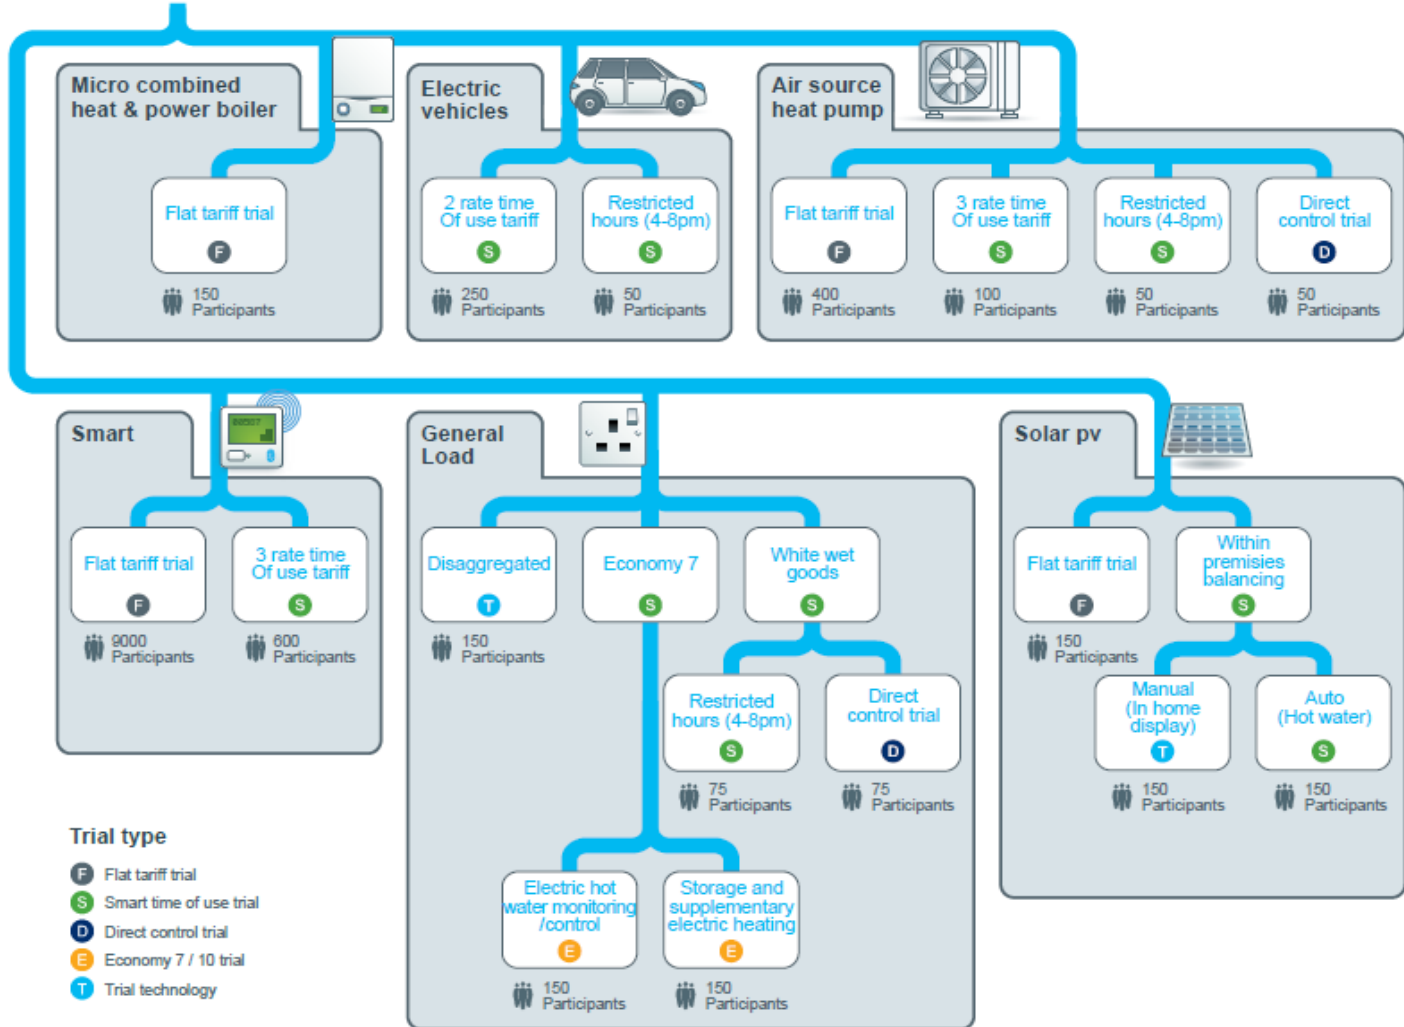 Micro combined
heat & power boiler
Flat tariff trial
F
150
Participants
Electric
vehicles
2 rate time
Of use tariff
S
250
Participants
Restricted
hours (4-8pm)
S
50
Participants
Air source
heat pump
Flat tariff trial
F
400
Participants
3 rate time
Of use tariff
S
100
Participants
Restricted
hours (4-8pm)
S
50
Participants
Direct
control trial
D
50
Participants
Smart
00507
Flat tariff trial
F
9000
Participants
3 rate time
Of use tariff
S
600
Participants
General
Load
Disaggregated
T
150
Participants
Economy 7
S
White wet
goods
S
Restricted
hours (4-8pm)
S
75
Participants
Direct
control trial
D
75
Participants
Electric hot
water monitoring
/control
E
150
Participants
Storage and
supplementary
electric heating
E
150
Participants
Solar pv
Flat tariff trial
F
150
Participants
Within
premisies
balancing
S
Manual
(In home
display)
T
150
Participants
Auto
(Hot water)
S
150
Participants
Trial type
F Flat tariff trial
S Smart time of use trial
D Direct control trial
E Economy 7 / 10 trial
T Trial technology